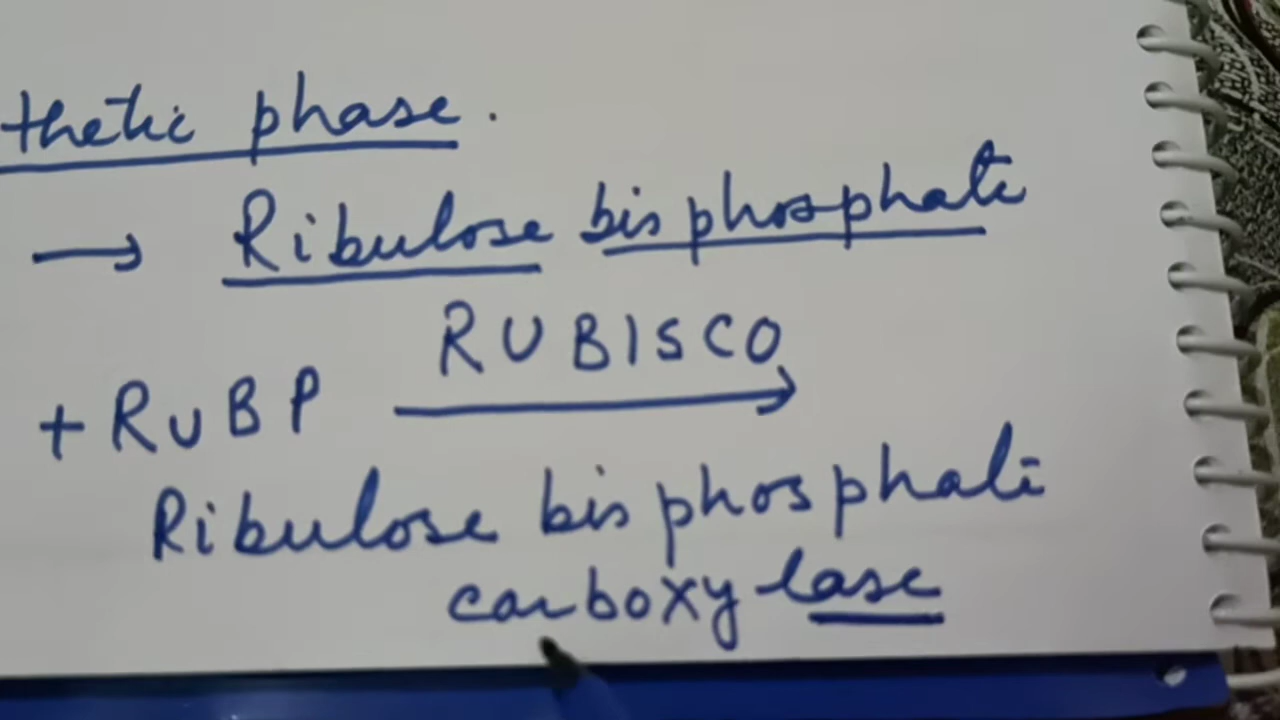 thetic phase.
→ Ribulose bisphosphate
RUBISCO
+ RuBP →
Ribulose bisphosphate
carboxylase